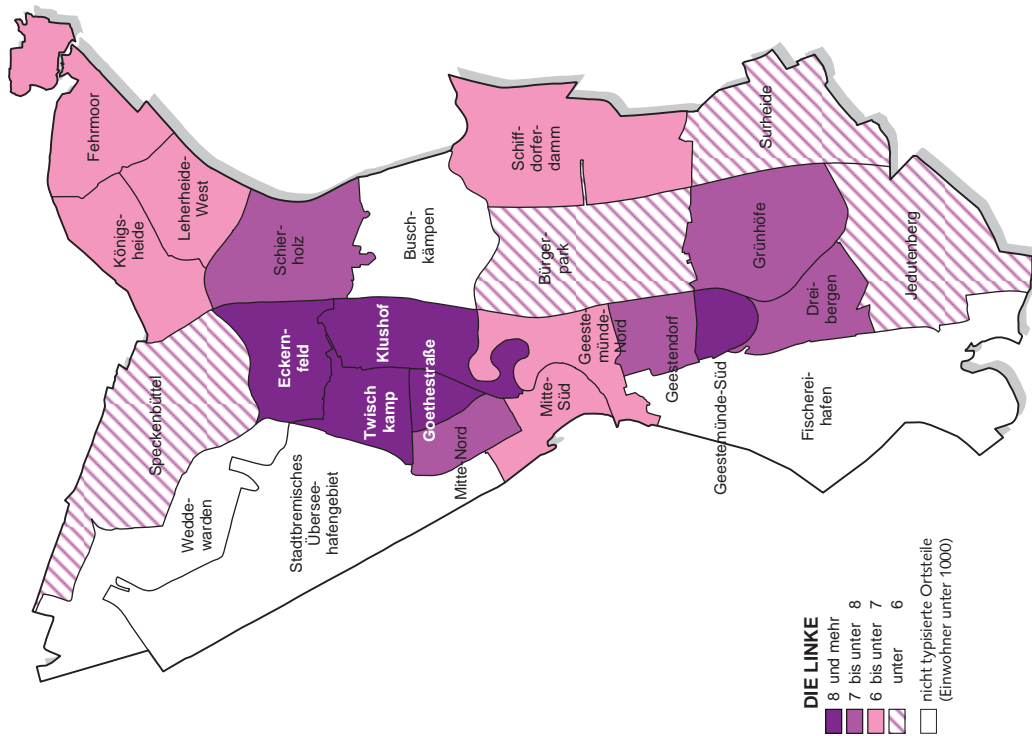 Fehrmoor
Königs-
heide
Leherheide-
West
Speckenbüttel
Schier-
holz
Wedde-
warden
Eckern-
feld
Stadtbremisches
Übersee-
hafengebiet
Klushof
Busch-
kämpen
Twisch
kamp
Goethestraße
Mitte-Nord
Schiff-
dorfer-
damm
Bürger-
park
Mitte-
Süd
Geeste-
münde-
Nord
Geestendorf
Surheide
Grünhöfe
Geestemünde-Süd
Drei-
bergen
Fischerei-
hafen
Jedutenberg
DIE LINKE
8 und mehr
7 bis unter 8
6 bis unter 7
unter 6
nicht typisierte Ortsteile
(Einwohner unter 1000)